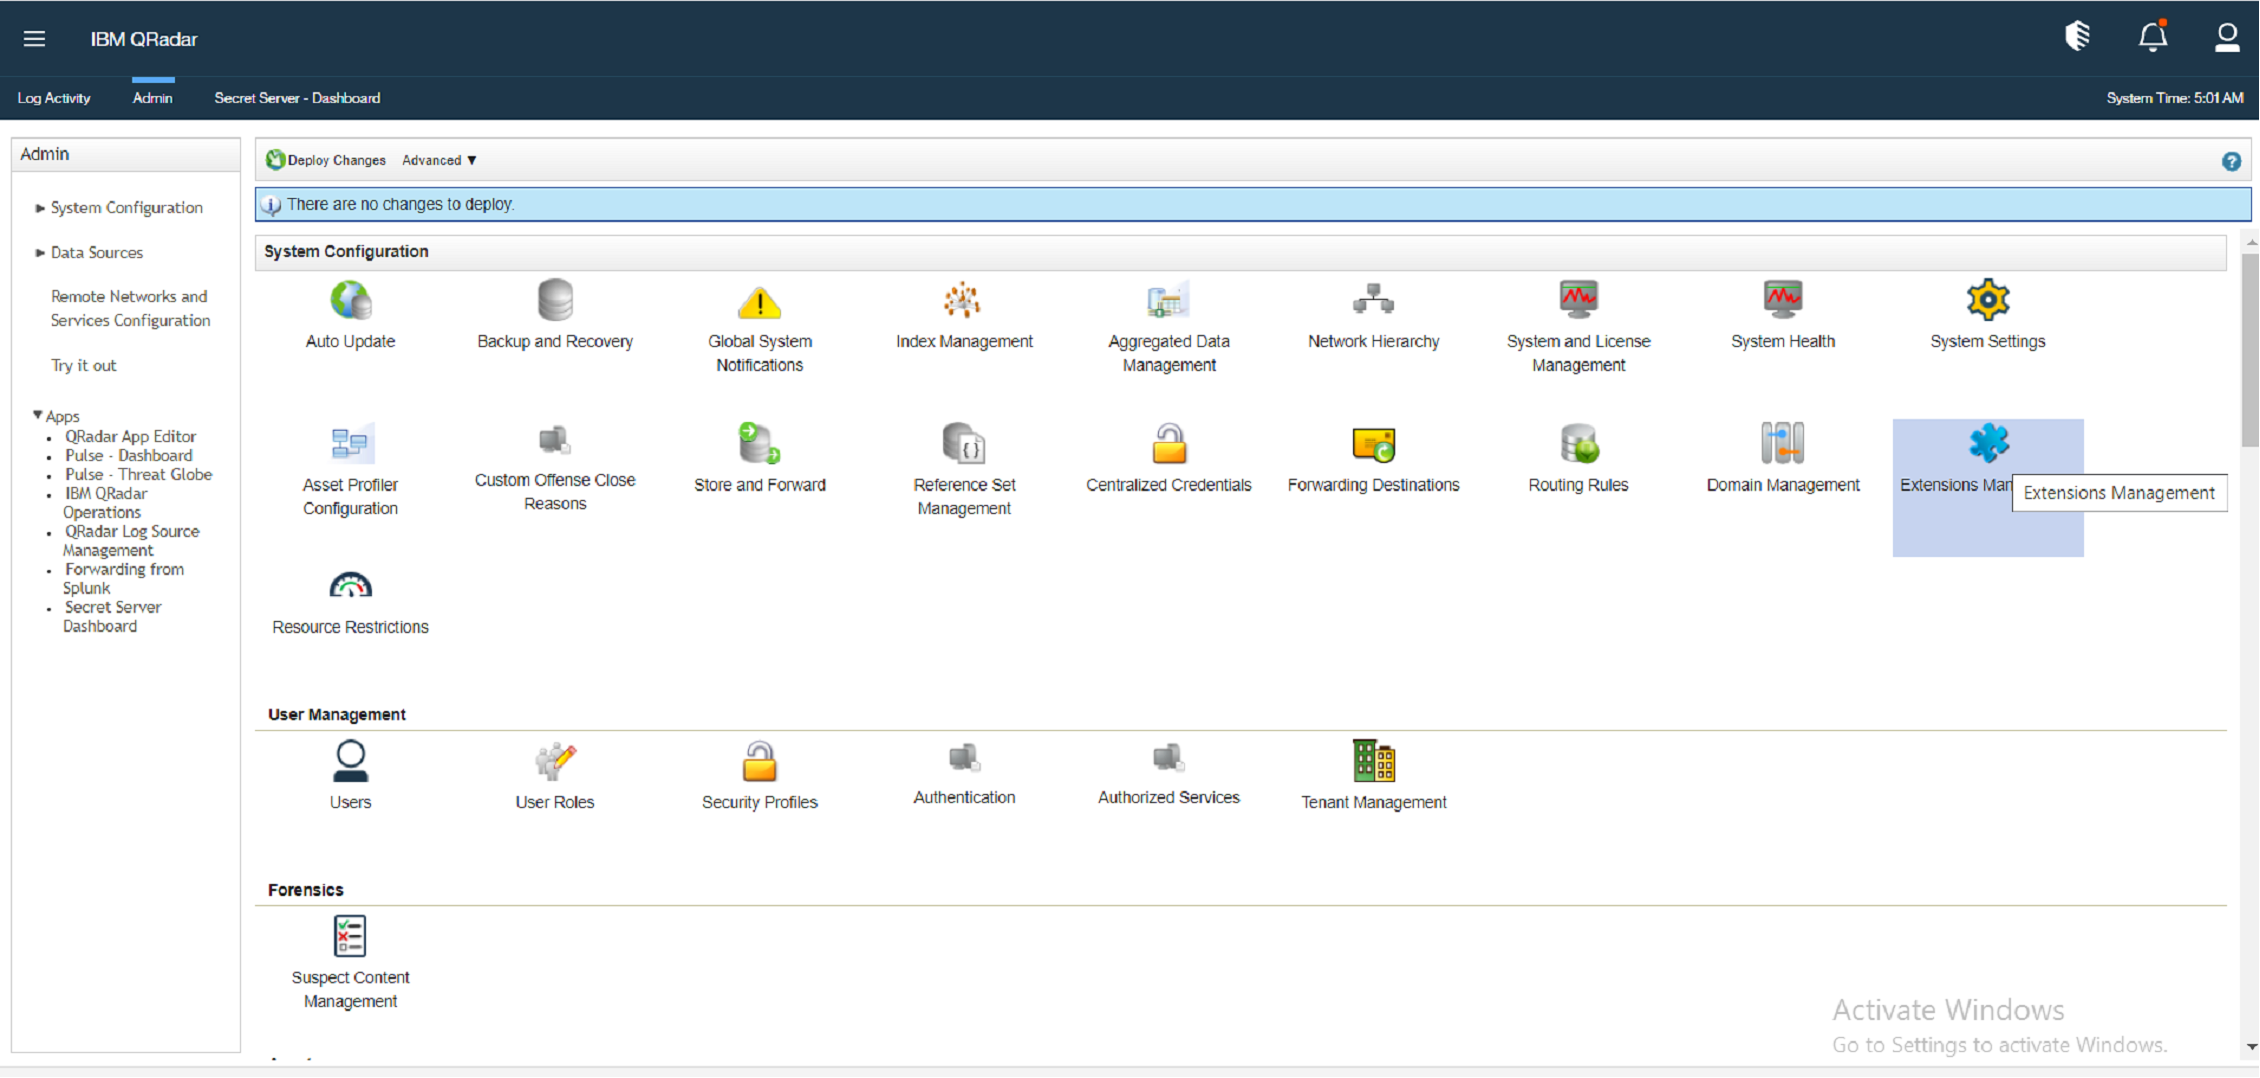 IBM QRadar
Log Activity
Admin
Secret Server - Dashboard
System Time: 5:01 AM
Admin
System Configuration
Data Sources
Remote Networks and
Services Configuration
Try it out
Apps
QRadar App Editor
Pulse - Dashboard
Pulse - Threat Globe
IBM QRadar
Operations
QRadar Log Source
Management
Forwarding from
Splunk
Secret Server
Dashboard
Deploy Changes
Advanced ▼
There are no changes to deploy.
System Configuration
Auto Update
Backup and Recovery
Global System
Notifications
Index Management
Aggregated Data
Management
Network Hierarchy
System and License
Management
System Health
System Settings
Asset Profiler
Configuration
Custom Offense Close
Reasons
Store and Forward
Reference Set
Management
Centralized Credentials
Forwarding Destinations
Routing Rules
Domain Management
Extensions Man
Extensions Management
Resource Restrictions
User Management
Users
User Roles
Security Profiles
Authentication
Authorized Services
Tenant Management
Forensics
Suspect Content
Management
Activate Windows
Go to Settings to activate Windows.